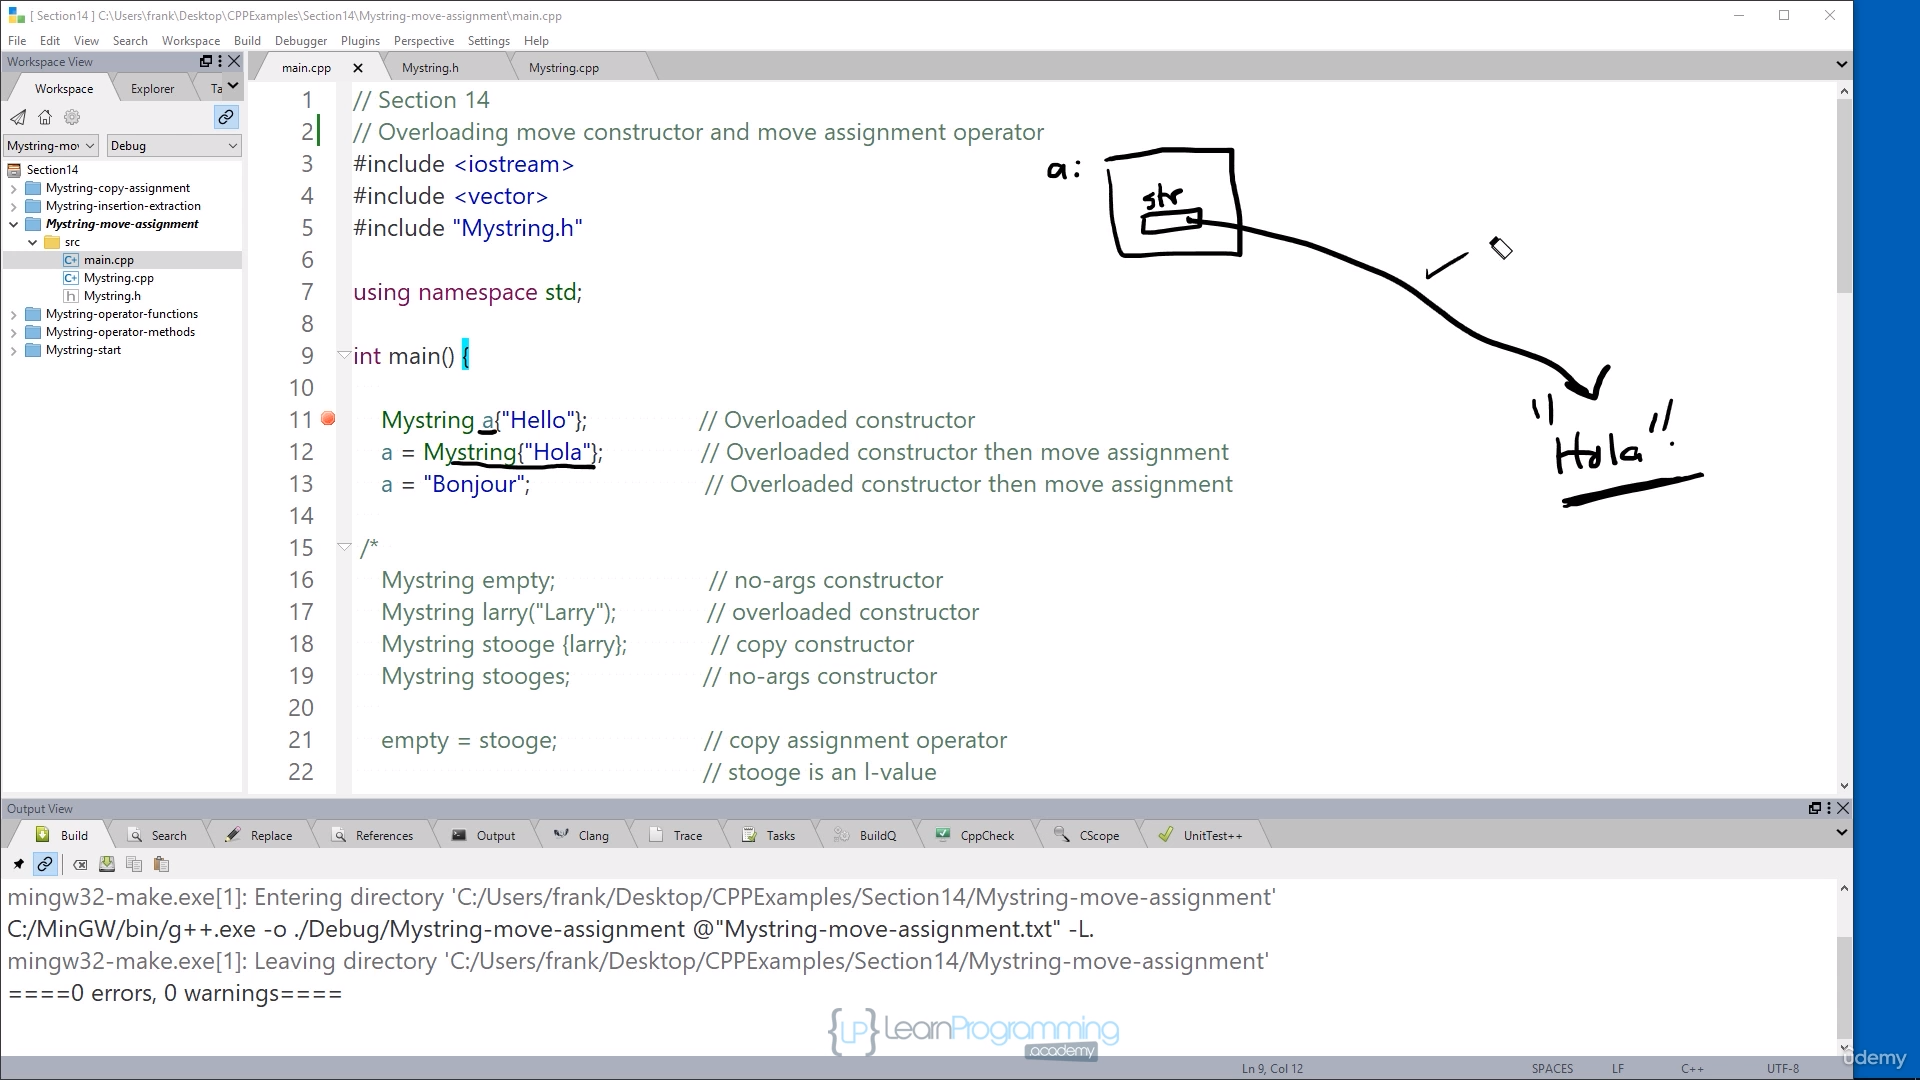 [ Section14 ] C:\Users\frank\Desktop\CPPExamples\Section14\Mystring-move-assignment\main.cpp
File Edit View Search Workspace Build Debugger Plugins Perspective Settings Help
Workspace View
Workspace Explorer Ta
Mystring-mov Debug
Section14
Mystring-copy-assignment
Mystring-insertion-extraction
Mystring-move-assignment
src
main.cpp
Mystring.cpp
Mystring.h
Mystring-operator-functions
Mystring-operator-methods
Mystring-start
main.cpp Mystring.h Mystring.cpp
1 // Section 14
2 // Overloading move constructor and move assignment operator
3 #include <iostream>
4 #include <vector>
5 #include "Mystring.h"
6
7 using namespace std;
8
9 int main() {
10
11 Mystring a{"Hello"}; // Overloaded constructor
12 a = Mystring{"Hola"}; // Overloaded constructor then move assignment
13 a = "Bonjour"; // Overloaded constructor then move assignment
14
15 /*
16 Mystring empty; // no-args constructor
17 Mystring larry("Larry"); // overloaded constructor
18 Mystring stooge {larry}; // copy constructor
19 Mystring stooges; // no-args constructor
20
21 empty = stooge; // copy assignment operator
22 // stooge is an l-value
a:
str
"Hola"
Output View
Build Search Replace References Output Clang Trace Tasks BuildQ CppCheck CScope UnitTest++
mingw32-make.exe[1]: Entering directory 'C:/Users/frank/Desktop/CPPExamples/Section14/Mystring-move-assignment'
C:/MinGW/bin/g++.exe -o ./Debug/Mystring-move-assignment @"Mystring-move-assignment.txt" -L.
mingw32-make.exe[1]: Leaving directory 'C:/Users/frank/Desktop/CPPExamples/Section14/Mystring-move-assignment'
====0 errors, 0 warnings====
{LP} LearnProgramming
.academy
Ln 9, Col 12 SPACES LF C++ UTF-8
ûdemy